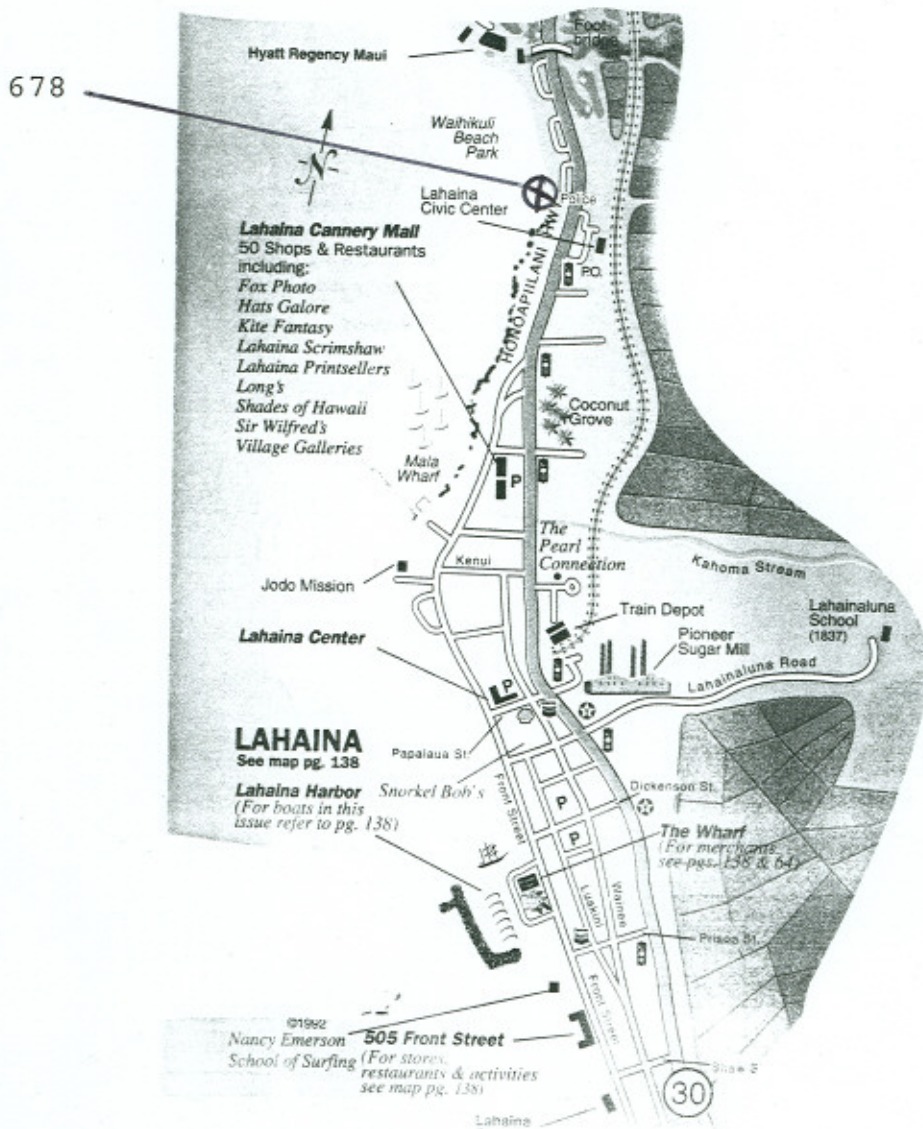 Foot-
bridge
Hyatt Regency Maui
678
Waihikuli
Beach
Park
N
Lahaina
Civic Center
Police
Lahaina Cannery Mall
50 Shops & Restaurants
including:
Fox Photo
Hats Galore
Kite Fantasy
Lahaina Scrimshaw
Lahaina Printsellers
Long's
Shades of Hawaii
Sir Wilfred's
Village Galleries
HONOAPIILANI HWY
P.O.
Coconut
Grove
Mala
Wharf
P
The
Pearl
Connection
Kenui
Kahoma Stream
Jodo Mission
Train Depot
Lahainaluna
School
(1837)
Lahaina Center
Pioneer
Sugar Mill
Lahainaluna Road
P
LAHAINA
See map pg. 138
Papalaua St.
Lahaina Harbor
(For boats in this
issue refer to pg. 138)
Snorkel Bob's
Front Street
Dickenson St.
P
P
The Wharf
(For merchants
see pgs. 138 & 64)
Luakini
Wainee
Prison St.
©1992
Nancy Emerson
School of Surfing
505 Front Street
(For stores,
restaurants & activities
see map pg. 138)
Front Street
Shaw S
30
Lahaina